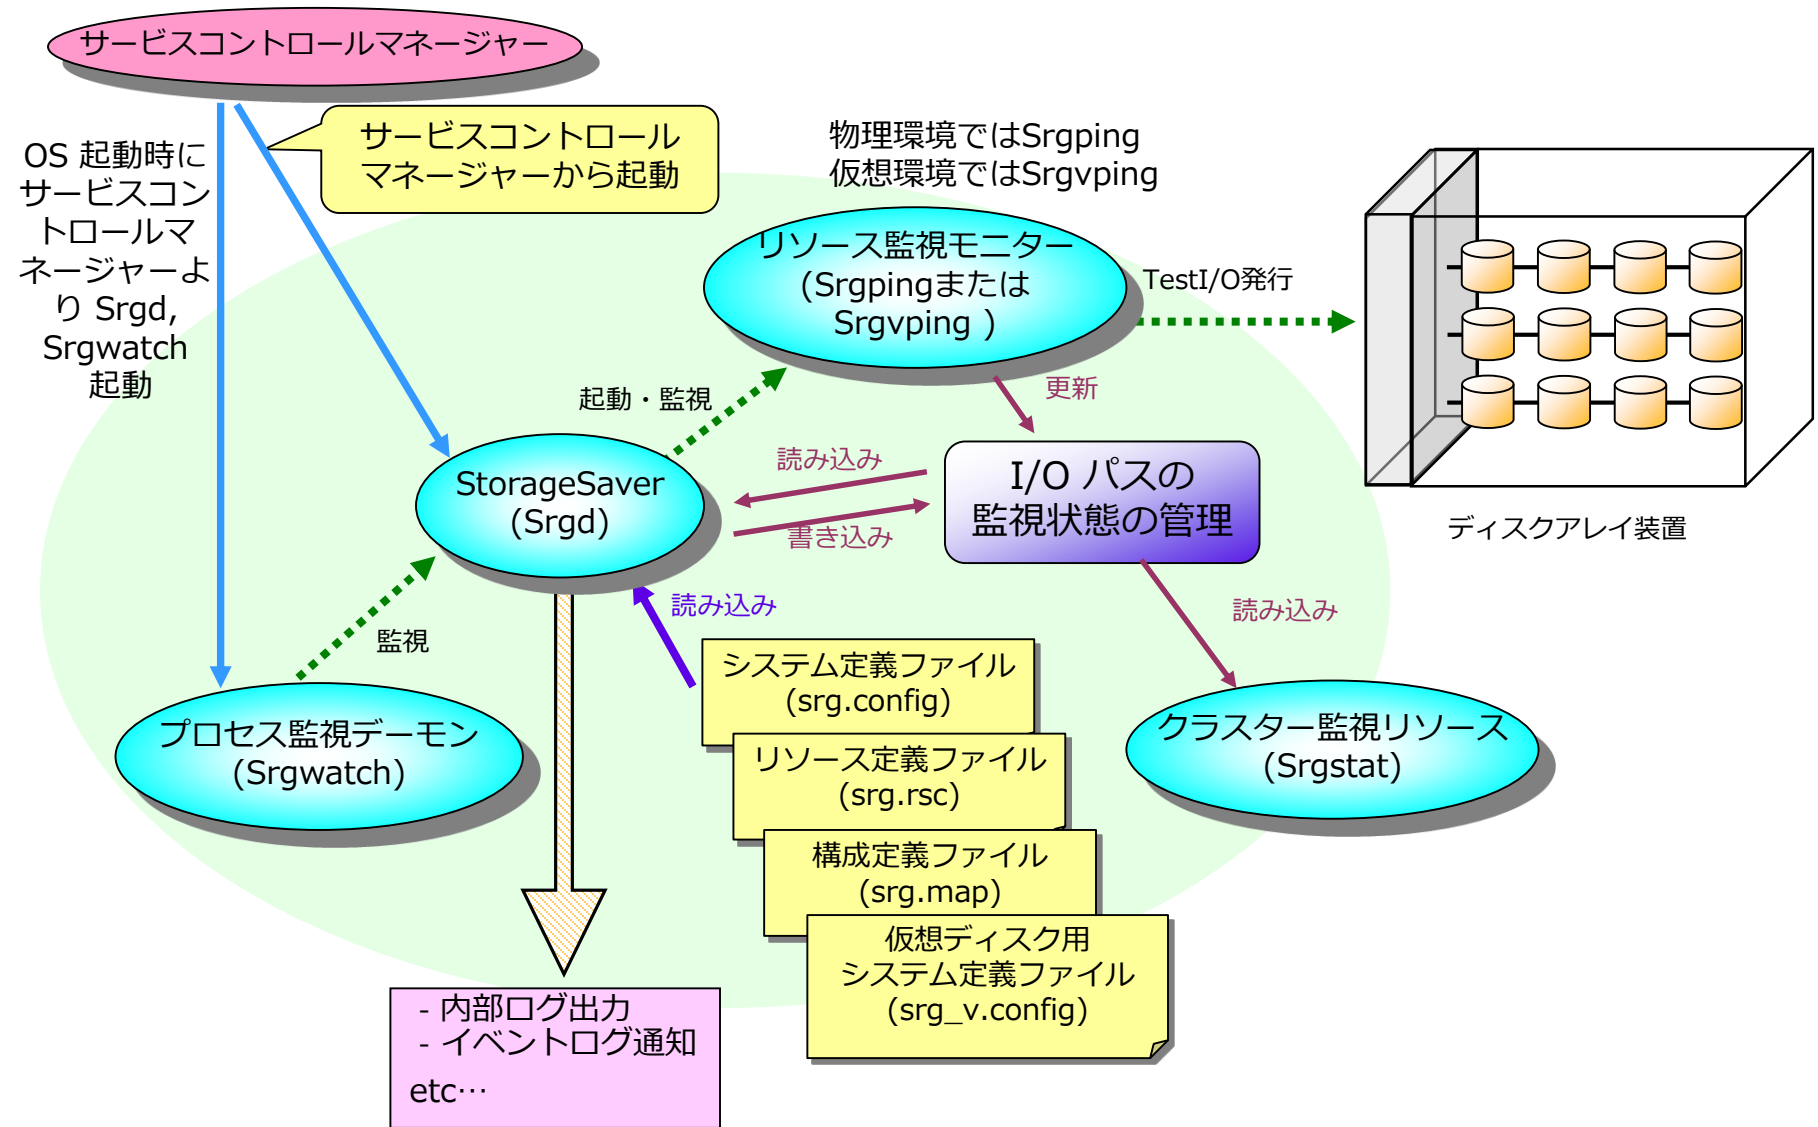 サービスコントロールマネージャー
サービスコントロール
マネージャーから起動
OS 起動時に
サービスコン
トロールマ
ネージャーよ
り Srgd,
Srgwatch
起動
物理環境ではSrgping
仮想環境ではSrgvping
リソース監視モニター
(Srgpingまたは
Srgvping )
TestI/O発行
ディスクアレイ装置
起動・監視
更新
StorageSaver
(Srgd)
読み込み
書き込み
I/O パスの
監視状態の管理
監視
読み込み
読み込み
プロセス監視デーモン
(Srgwatch)
システム定義ファイル
(srg.config)
リソース定義ファイル
(srg.rsc)
構成定義ファイル
(srg.map)
仮想ディスク用
システム定義ファイル
(srg_v.config)
クラスター監視リソース
(Srgstat)
- 内部ログ出力
- イベントログ通知
etc…